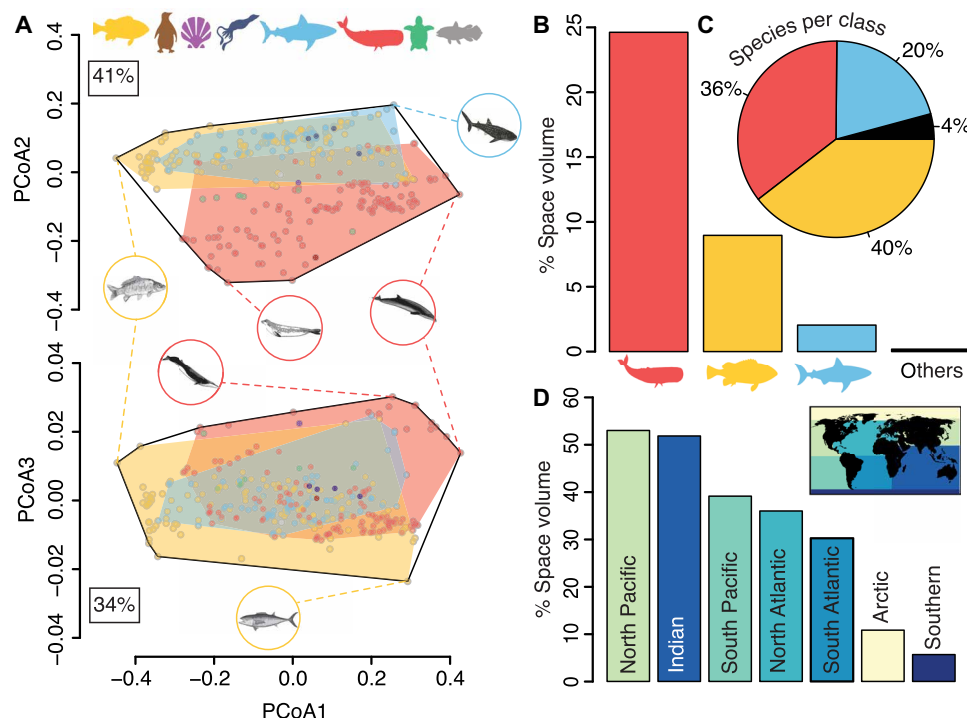 A
0.4
0.2
0.0
−0.2
−0.4
PCoA2
41%
0.04
0.02
0.00
−0.02
−0.04
PCoA3
34%
−0.4
−0.2
0.0
0.2
0.4
PCoA1
B
25
20
15
10
5
0
% Space volume
Others
C
Species per class
20%
36%
4%
40%
D
60
50
40
30
20
10
0
% Space volume
North Pacific
Indian
South Pacific
North Atlantic
South Atlantic
Arctic
Southern